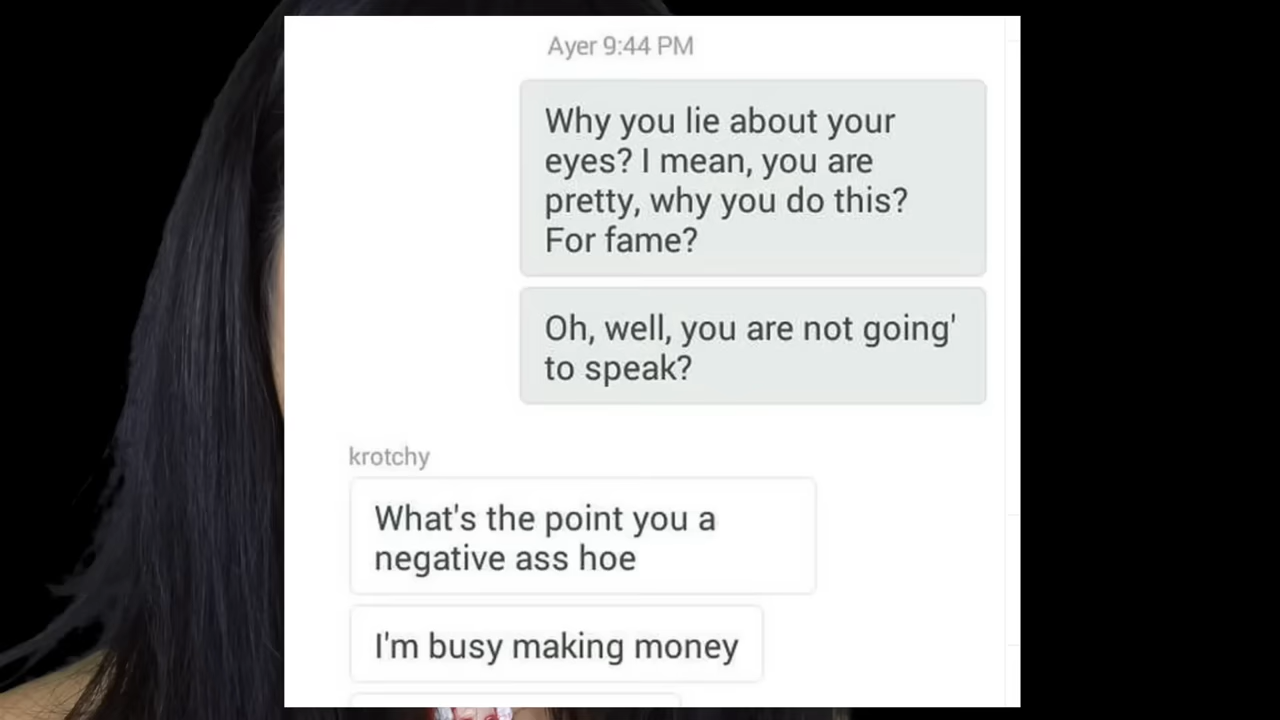 Ayer 9:44 PM
Why you lie about your
eyes? I mean, you are
pretty, why you do this?
For fame?
Oh, well, you are not going'
to speak?
krotchy
What's the point you a
negative ass hoe
I'm busy making money